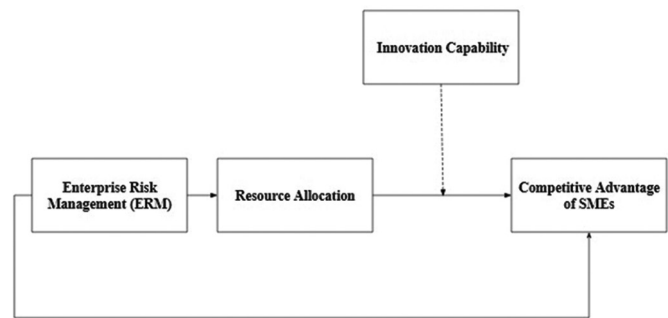 Innovation Capability
Enterprise Risk
Management (ERM)
Resource Allocation
Competitive Advantage
of SMEs